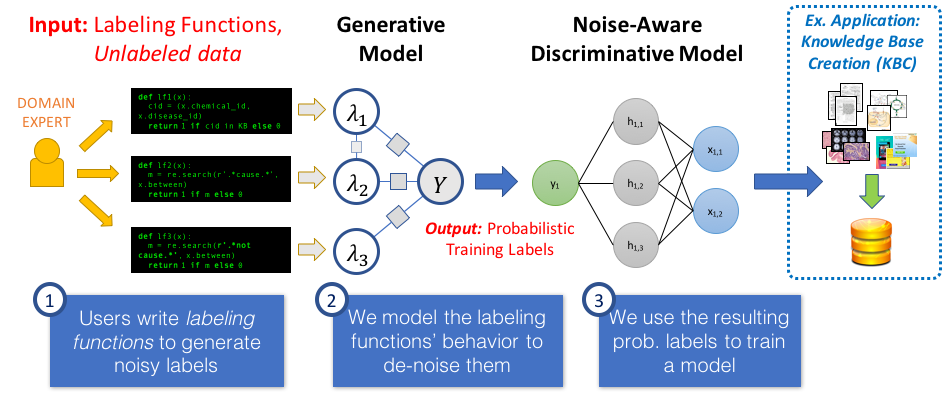 Input: Labeling Functions,
Unlabeled data
Generative
Model
Noise-Aware
Discriminative Model
Ex. Application:
Knowledge Base
Creation (KBC)
DOMAIN
EXPERT
def lf1(x):
cid = (x.chemical_id,
x.disease_id)
return 1 if cid in KB else 0
def lf2(x):
m = re.search(r'.*cause.*',
x.between)
return 1 if m else 0
def lf3(x):
m = re.search(r'.*not
cause.*', x.between)
return 1 if m else 0
λ1
λ2
λ3
Y
Output: Probabilistic
Training Labels
y1
h1,1
h1,2
h1,3
x1,1
x1,2
1
Users write labeling
functions to generate
noisy labels
2
We model the labeling
functions' behavior to
de-noise them
3
We use the resulting
prob. labels to train
a model